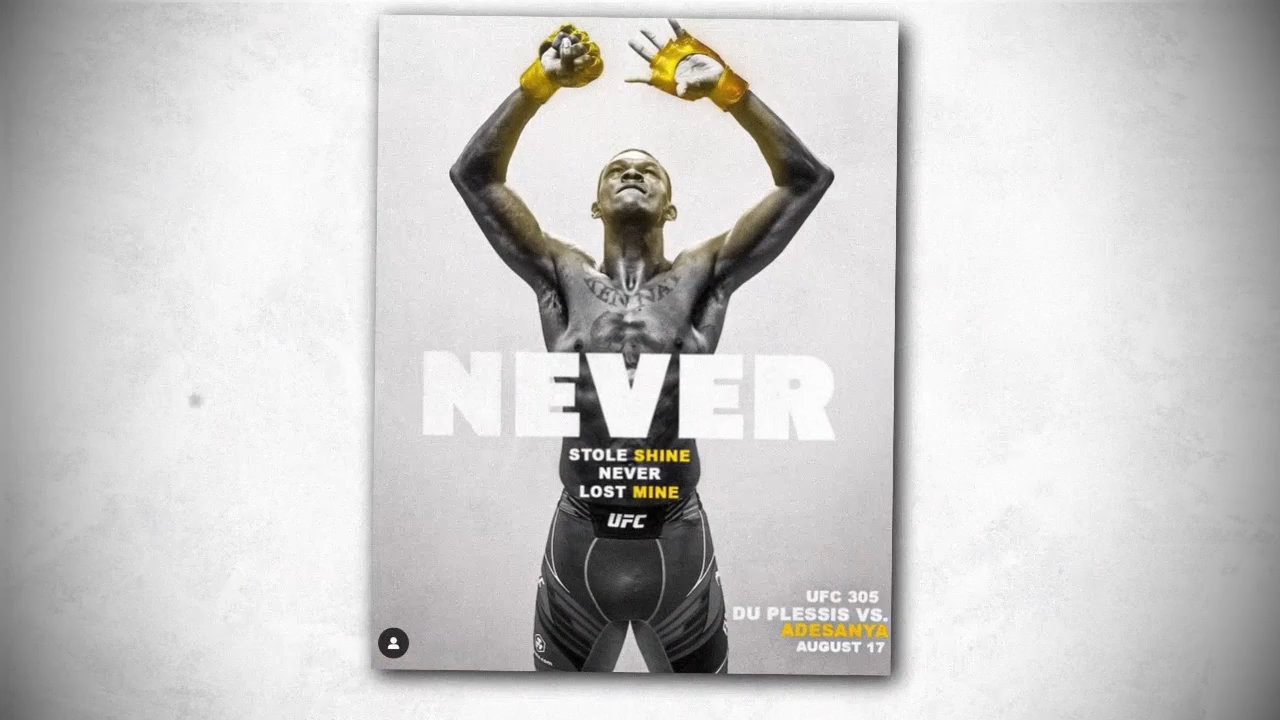 NEVER
STOLE SHINE
NEVER
LOST MINE
UFC
UFC 305
DU PLESSIS VS.
ADESANYA
AUGUST 17